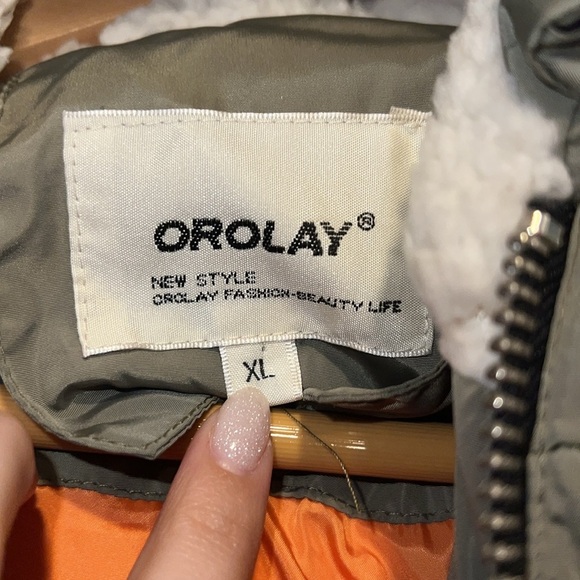 OROLAY®
NEW STYLE
OROLAY FASHION-BEAUTY LIFE
XL